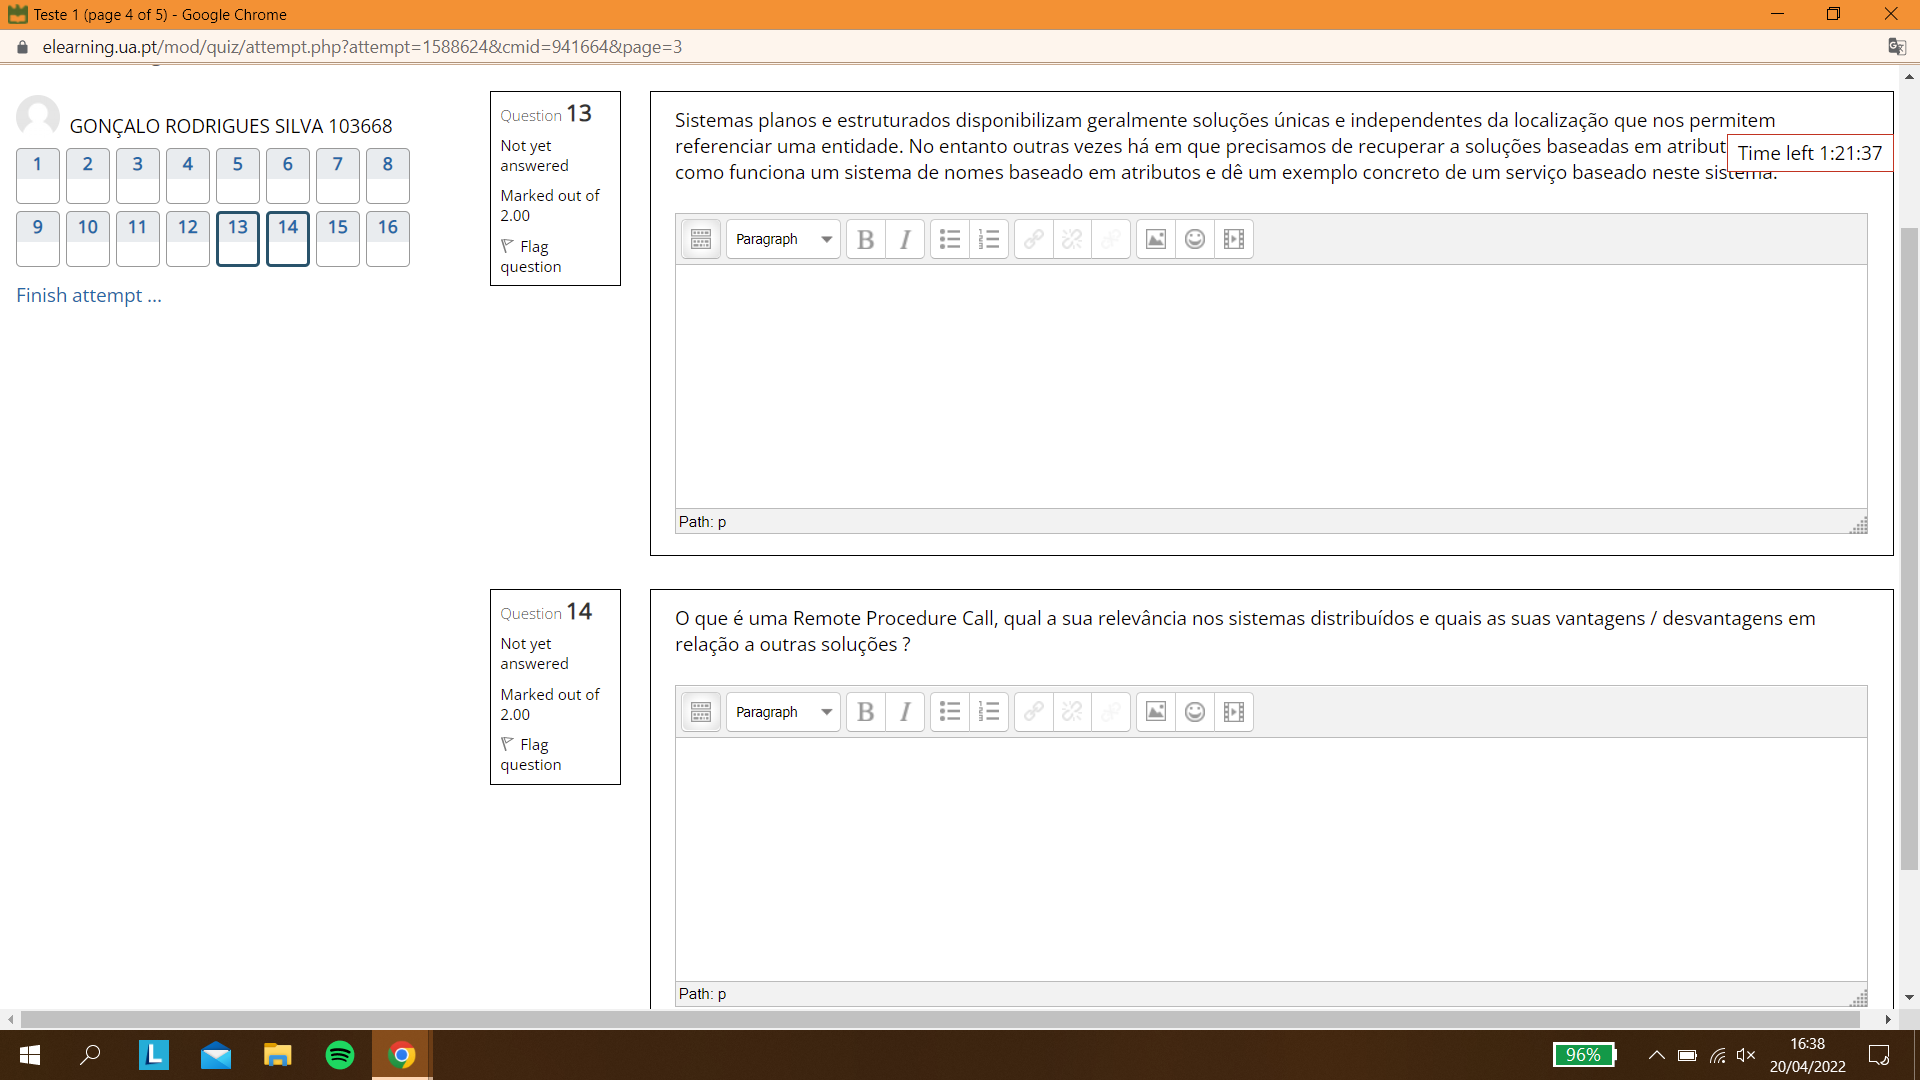 Teste 1 (page 4 of 5) - Google Chrome
elearning.ua.pt/mod/quiz/attempt.php?attempt=1588624&cmid=941664&page=3
GONÇALO RODRIGUES SILVA 103668
1 2 3 4 5 6 7 8
9 10 11 12 13 14 15 16
Finish attempt ...
Question 13
Not yet
answered
Marked out of
2.00
Flag
question
Sistemas planos e estruturados disponibilizam geralmente soluções únicas e independentes da localização que nos permitem
referenciar uma entidade. No entanto outras vezes há em que precisamos de recuperar a soluções baseadas em atribut
Time left 1:21:37
como funciona um sistema de nomes baseado em atributos e dê um exemplo concreto de um serviço baseado neste sistema.
Paragraph
B I
Path: p
Question 14
Not yet
answered
Marked out of
2.00
Flag
question
O que é uma Remote Procedure Call, qual a sua relevância nos sistemas distribuídos e quais as suas vantagens / desvantagens em
relação a outras soluções ?
Paragraph
B I
Path: p
L
96%
16:38
20/04/2022